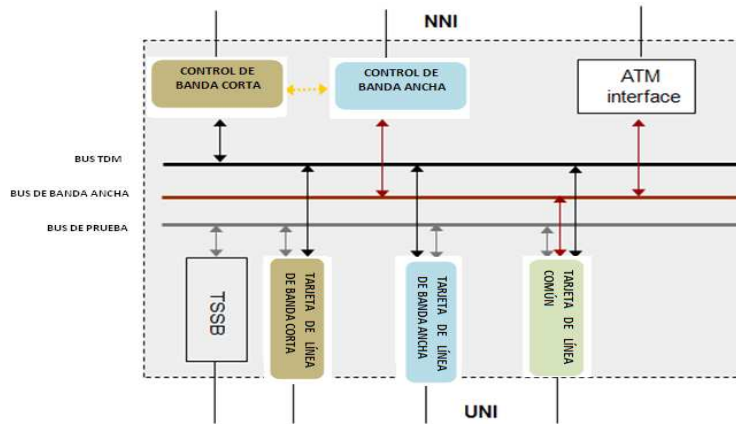 NNI
CONTROL DE
BANDA CORTA
CONTROL DE
BANDA ANCHA
ATM
interface
BUS TDM
BUS DE BANDA ANCHA
BUS DE PRUEBA
TSSB
TARJETA DE LÍNEA
DE BANDA CORTA
TARJETA DE LÍNEA
DE BANDA ANCHA
TARJETA DE LÍNEA
COMÚN
UNI